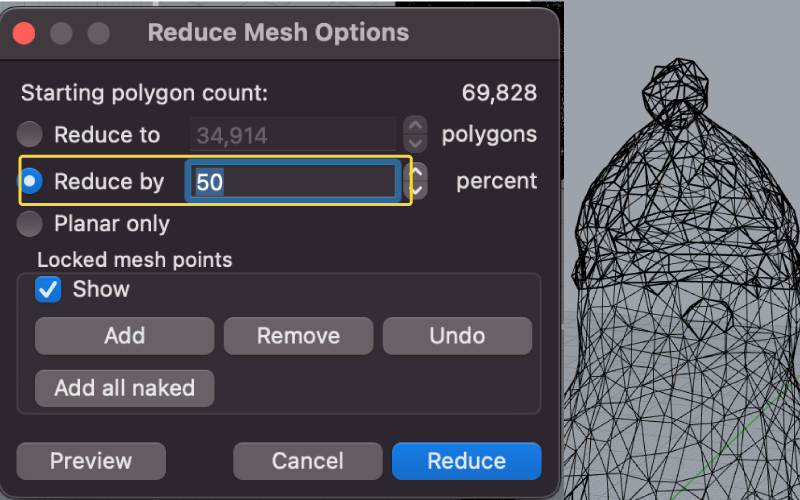 Reduce Mesh Options
Starting polygon count: 69,828
Reduce to 34,914 polygons
Reduce by 50 percent
Planar only
Locked mesh points
Show
Add Remove Undo
Add all naked
Preview Cancel Reduce